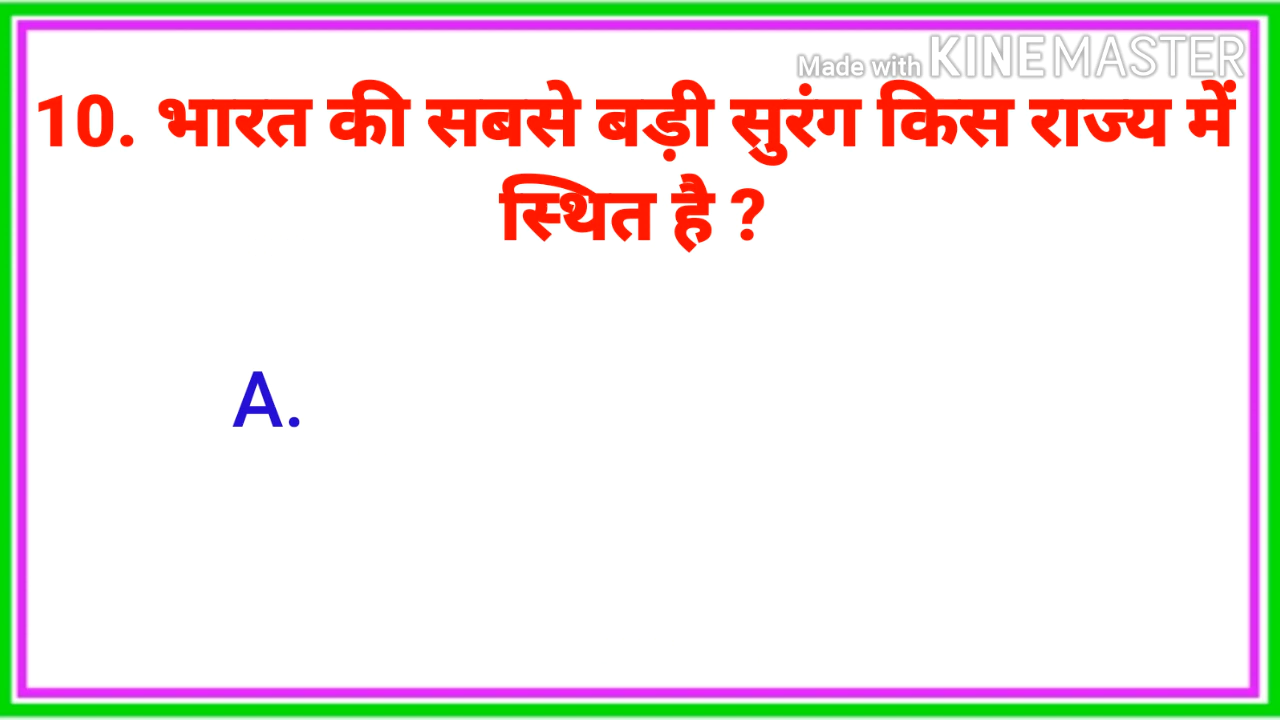 Made with KINEMASTER
10. भारत की सबसे बड़ी सुरंग किस राज्य में
स्थित है ?
A.